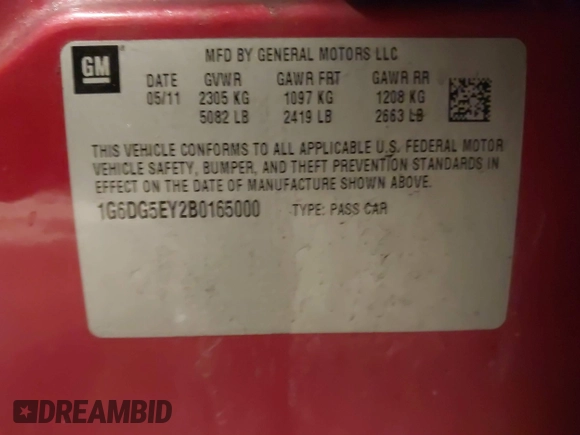 GM
MFD BY GENERAL MOTORS LLC
DATE GVWR GAWR FRT GAWR RR
05/11 2305 KG 1097 KG 1208 KG
5082 LB 2419 LB 2663 LB
THIS VEHICLE CONFORMS TO ALL APPLICABLE U.S. FEDERAL MOTOR
VEHICLE SAFETY, BUMPER, AND THEFT PREVENTION STANDARDS IN
EFFECT ON THE DATE OF MANUFACTURE SHOWN ABOVE.
1G6DG5EY2B0165000 TYPE: PASS CAR
DREAMBID